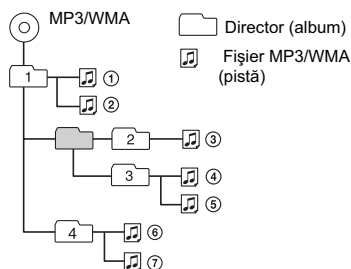 MP3/WMA
Director (album)
Fişier MP3/WMA
(pistă)
1
①
②
2
③
3
④
⑤
4
⑥
⑦